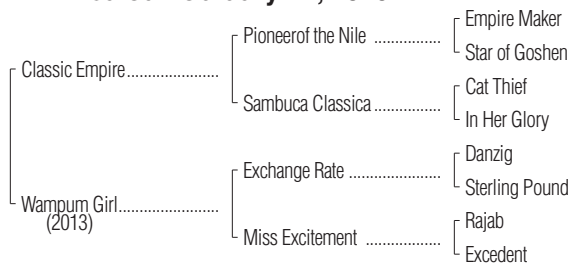 Empire Maker
Pioneerof the Nile ..................
Star of Goshen
Classic Empire.......................
Cat Thief
Sambuca Classica .................
In Her Glory
Danzig
Exchange Rate ......................
Sterling Pound
Wampum Girl.........................
(2013)
Rajab
Miss Excitement ...................
Excedent